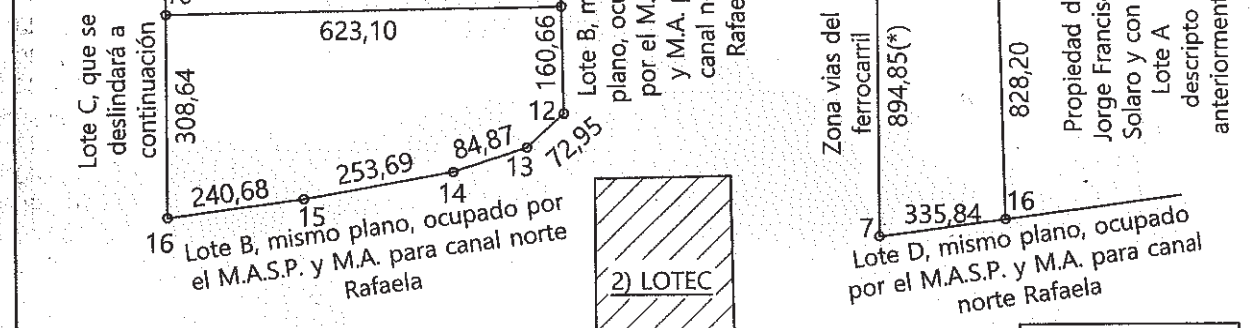 Lote C, que se
deslindará a
continuación
308,64
623,10
160,66
Lote B, m
plano, oc
por el M.
y M.A. p
canal n
Rafae
12
72,95
13
84,87
14
253,69
15
240,68
16
Lote B, mismo plano, ocupado por
el M.A.S.P. y M.A. para canal norte
Rafaela
2) LOTEC
Zona vias del
ferrocarril
894,85(*)
828,20
Propiedad d
Jorge Francis
Solaro y con
Lote A
descripto
anteriorment
7
335,84
16
Lote D, mismo plano, ocupado
por el M.A.S.P. y M.A. para canal
norte Rafaela